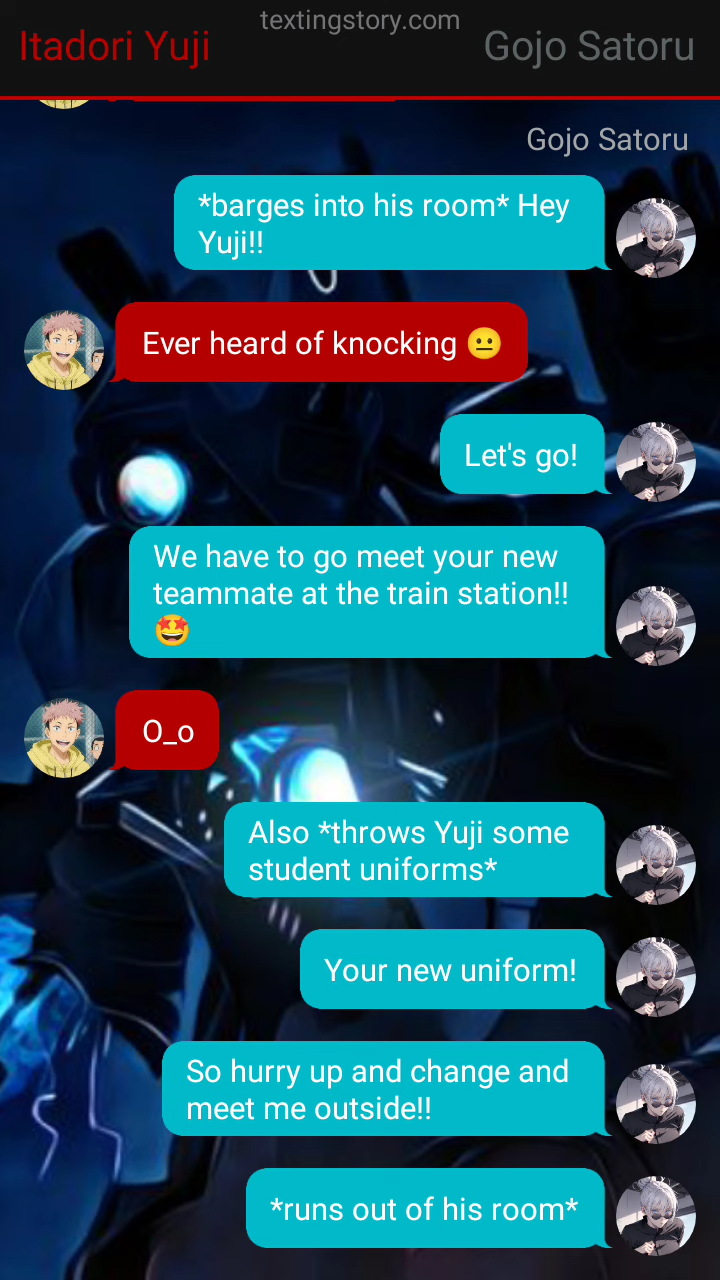 textingstory.com
Itadori Yuji
Gojo Satoru
Gojo Satoru
*barges into his room* Hey
Yuji!!
Ever heard of knocking 😐
Let's go!
We have to go meet your new
teammate at the train station!!
🤩
O_o
Also *throws Yuji some
student uniforms*
Your new uniform!
So hurry up and change and
meet me outside!!
*runs out of his room*